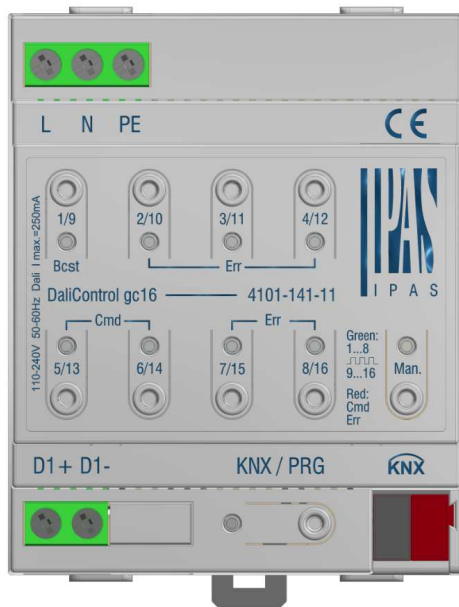 L N PE CE
1/9 2/10 3/11 4/12
Bcst Err
IPAS
IPAS
DaliControl gc16 4101-141-11
110-240V 50-60Hz Dali I max.=250mA
Cmd Err
Green:
1...8
9...16
5/13 6/14 7/15 8/16 Man.
Red:
Cmd
Err
D1+ D1- KNX / PRG KNX